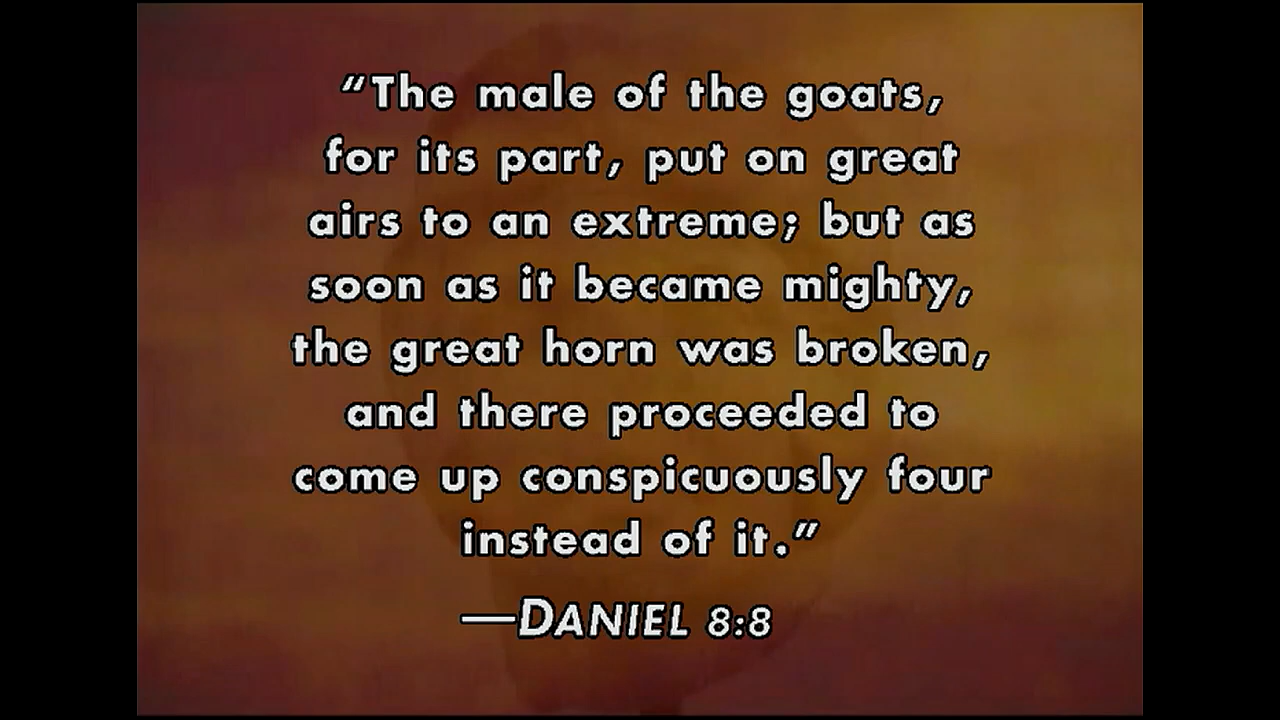 “The male of the goats,
for its part, put on great
airs to an extreme; but as
soon as it became mighty,
the great horn was broken,
and there proceeded to
come up conspicuously four
instead of it.”
—DANIEL 8:8